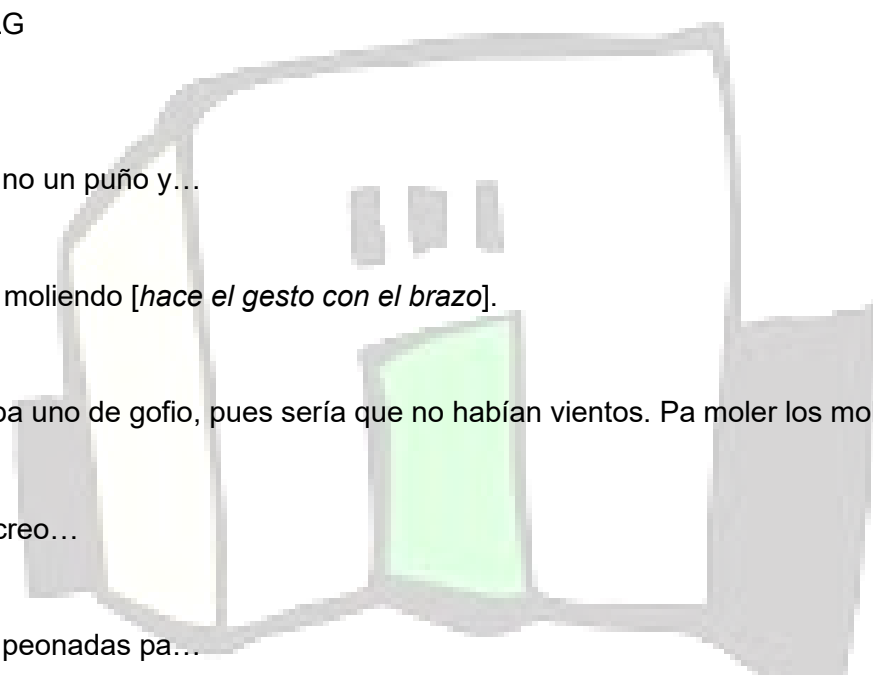 G
no un puño y…
moliendo [hace el gesto con el brazo].
ba uno de gofio, pues sería que no habían vientos. Pa moler los mo
creo…
peonadas pa…